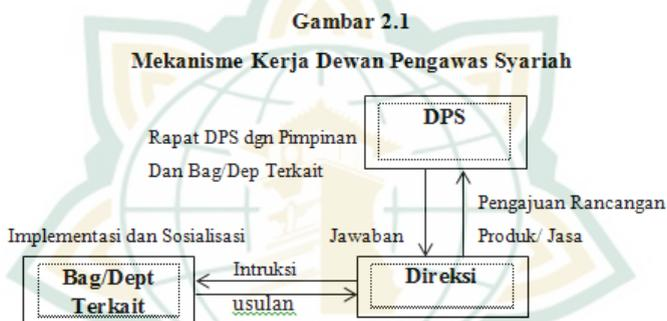 Gambar 2.1
Mekanisme Kerja Dewan Pengawas Syariah
DPS
Rapat DPS dgn Pimpinan
Dan Bag/Dep Terkait
Pengajuan Rancangan
Produk/ Jasa
Jawaban
Implementasi dan Sosialisasi
Bag/Dept
Terkait
Intruksi
usulan
Direksi